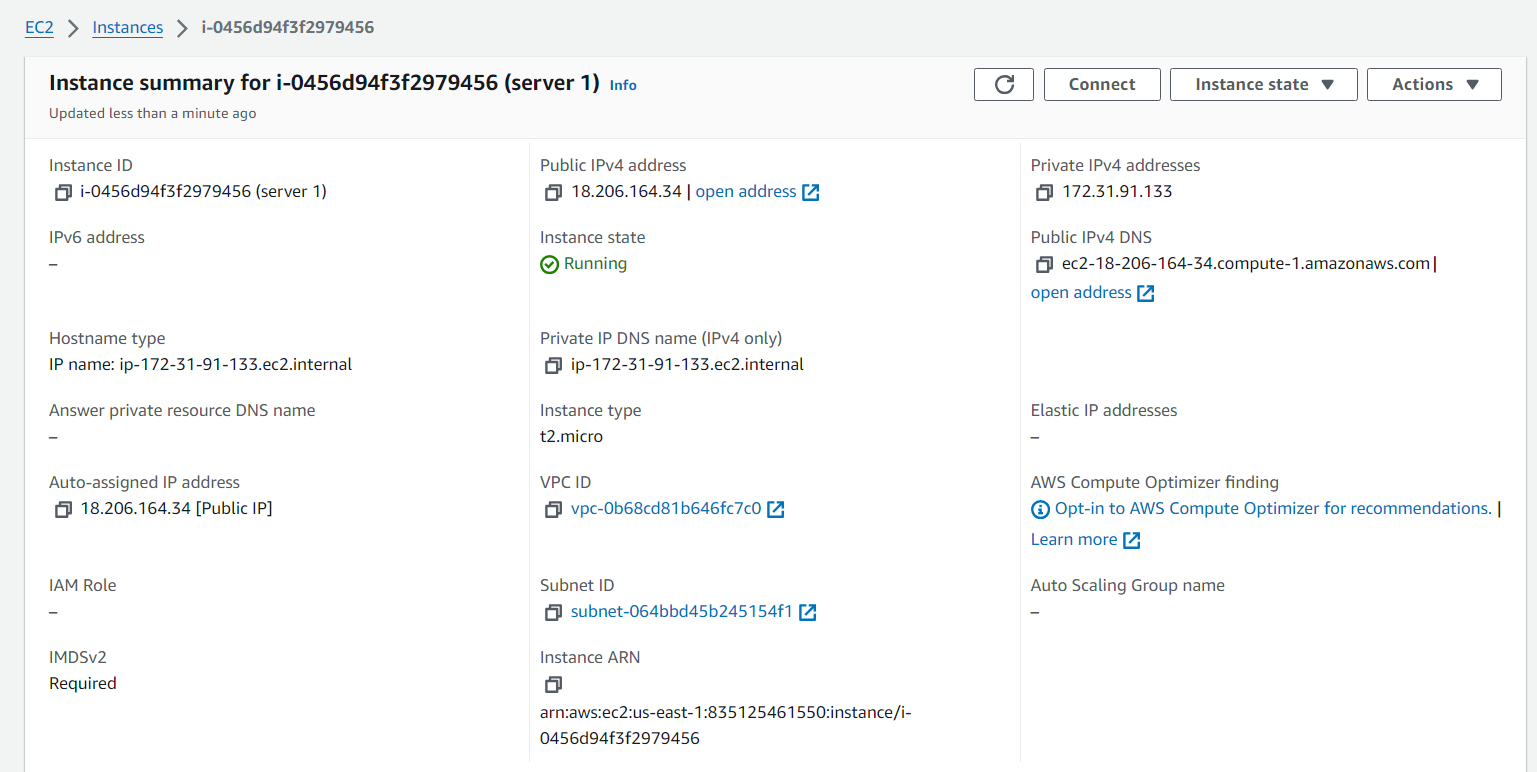 EC2 > Instances > i-0456d94f3f2979456
Instance summary for i-0456d94f3f2979456 (server 1) Info
Updated less than a minute ago
Connect
Instance state
Actions
Instance ID
i-0456d94f3f2979456 (server 1)
Public IPv4 address
18.206.164.34 | open address
Private IPv4 addresses
172.31.91.133
IPv6 address
–
Instance state
Running
Public IPv4 DNS
ec2-18-206-164-34.compute-1.amazonaws.com |
open address
Hostname type
IP name: ip-172-31-91-133.ec2.internal
Private IP DNS name (IPv4 only)
ip-172-31-91-133.ec2.internal
Answer private resource DNS name
–
Instance type
t2.micro
Elastic IP addresses
–
Auto-assigned IP address
18.206.164.34 [Public IP]
VPC ID
vpc-0b68cd81b646fc7c0
AWS Compute Optimizer finding
Opt-in to AWS Compute Optimizer for recommendations. |
Learn more
IAM Role
–
Subnet ID
subnet-064bbd45b245154f1
Auto Scaling Group name
–
IMDSv2
Required
Instance ARN
arn:aws:ec2:us-east-1:835125461550:instance/i-
0456d94f3f2979456